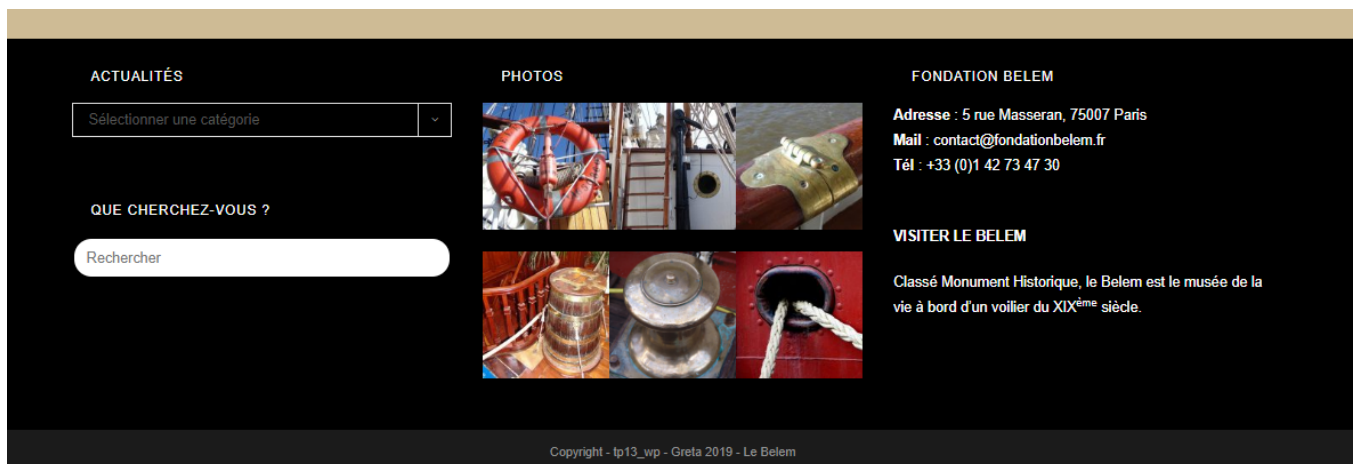 ACTUALITÉS
Sélectionner une catégorie
QUE CHERCHEZ-VOUS ?
Rechercher
PHOTOS
FONDATION BELEM
Adresse : 5 rue Masseran, 75007 Paris
Mail : contact@fondationbelem.fr
Tél : +33 (0)1 42 73 47 30
VISITER LE BELEM
Classé Monument Historique, le Belem est le musée de la
vie à bord d'un voilier du XIXème siècle.
Copyright - tp13_wp - Greta 2019 - Le Belem